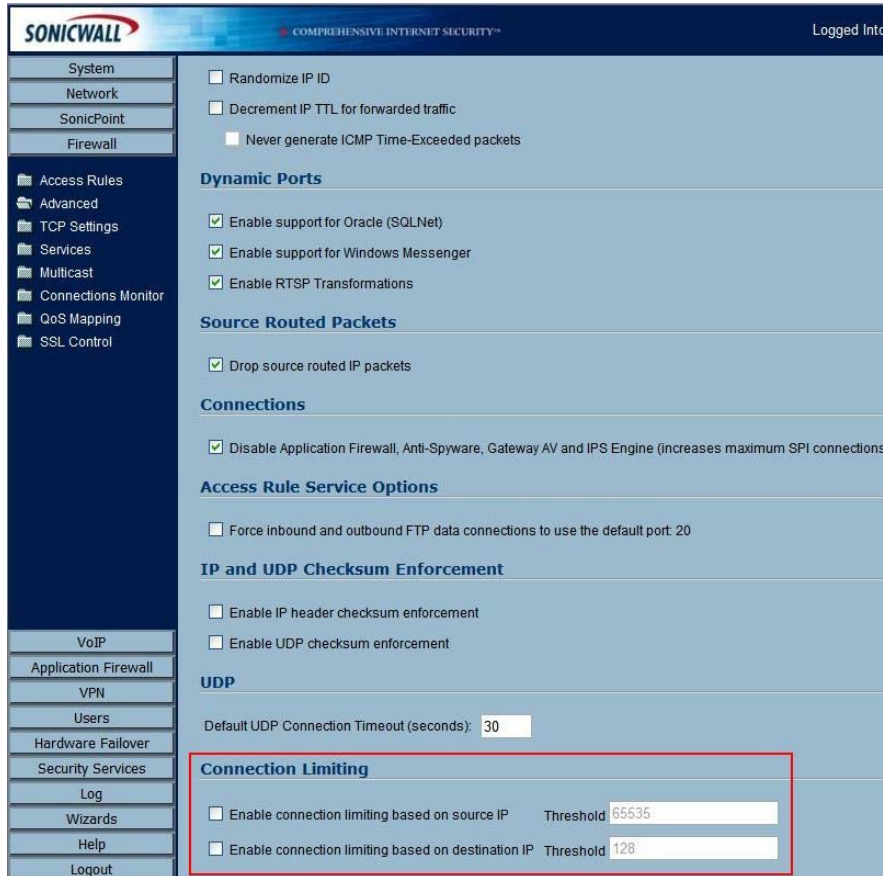 SONICWALL
COMPREHENSIVE INTERNET SECURITY™
Logged Into
System
Network
SonicPoint
Firewall
Access Rules
Advanced
TCP Settings
Services
Multicast
Connections Monitor
QoS Mapping
SSL Control
VoIP
Application Firewall
VPN
Users
Hardware Failover
Security Services
Log
Wizards
Help
Logout
Randomize IP ID
Decrement IP TTL for forwarded traffic
Never generate ICMP Time-Exceeded packets
Dynamic Ports
Enable support for Oracle (SQLNet)
Enable support for Windows Messenger
Enable RTSP Transformations
Source Routed Packets
Drop source routed IP packets
Connections
Disable Application Firewall, Anti-Spyware, Gateway AV and IPS Engine (increases maximum SPI connections
Access Rule Service Options
Force inbound and outbound FTP data connections to use the default port: 20
IP and UDP Checksum Enforcement
Enable IP header checksum enforcement
Enable UDP checksum enforcement
UDP
Default UDP Connection Timeout (seconds): 30
Connection Limiting
Enable connection limiting based on source IP Threshold 65535
Enable connection limiting based on destination IP Threshold 128